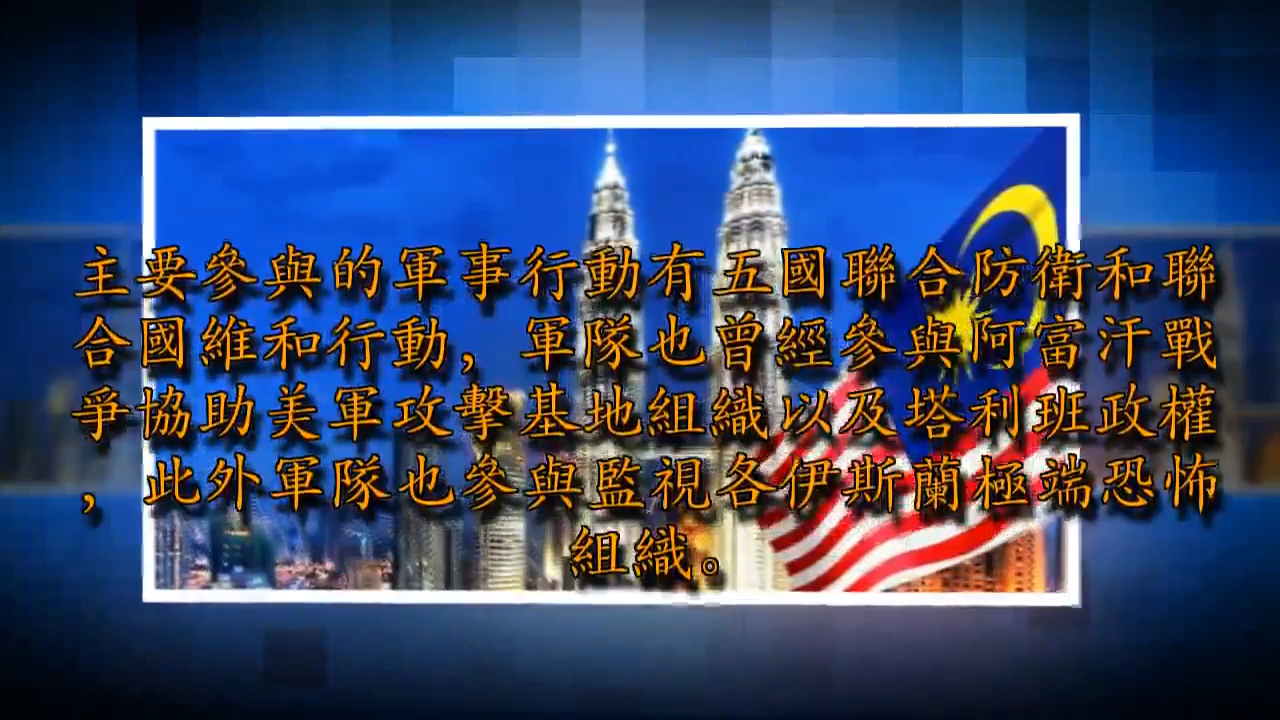 主要參與的軍事行動有五國聯合防衛和聯
合國維和行動，軍隊也曾經參與阿富汗戰
爭協助美軍攻擊基地組織以及塔利班政權
，此外軍隊也參與監視各伊斯蘭極端恐怖
組織。